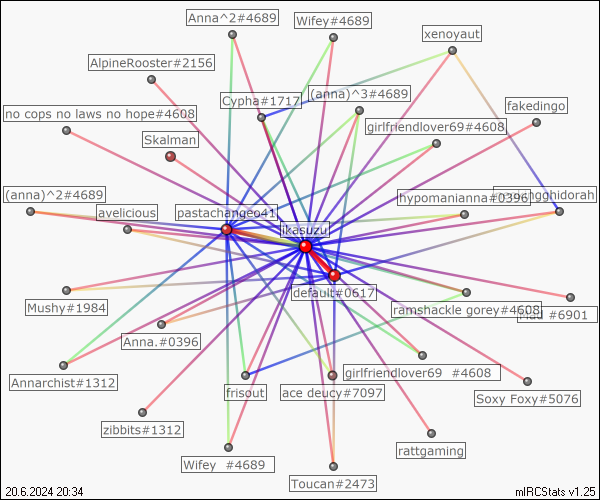 Anna^2#4689
Wifey#4689
xenoyaut
AlpineRooster#2156
Cypha#1717
(anna)^3#4689
fakedingo
no cops no laws no hope#4608
girlfriendlover69#4608
Skalman
(anna)^2#4689
hypomanianna#0396
ngghidorah
avelicious
pastachangeo41
ikasuzu
default#0617
Mushy#1984
ramshackle gorey#4608
#6901
Anna.#0396
Annarchist#1312
girlfriendlover69 #4608
frisout
ace deucy#7097
Soxy Foxy#5076
zibbits#1312
rattgaming
Wifey #4689
Toucan#2473
20.6.2024 20:34
mIRCStats v1.25